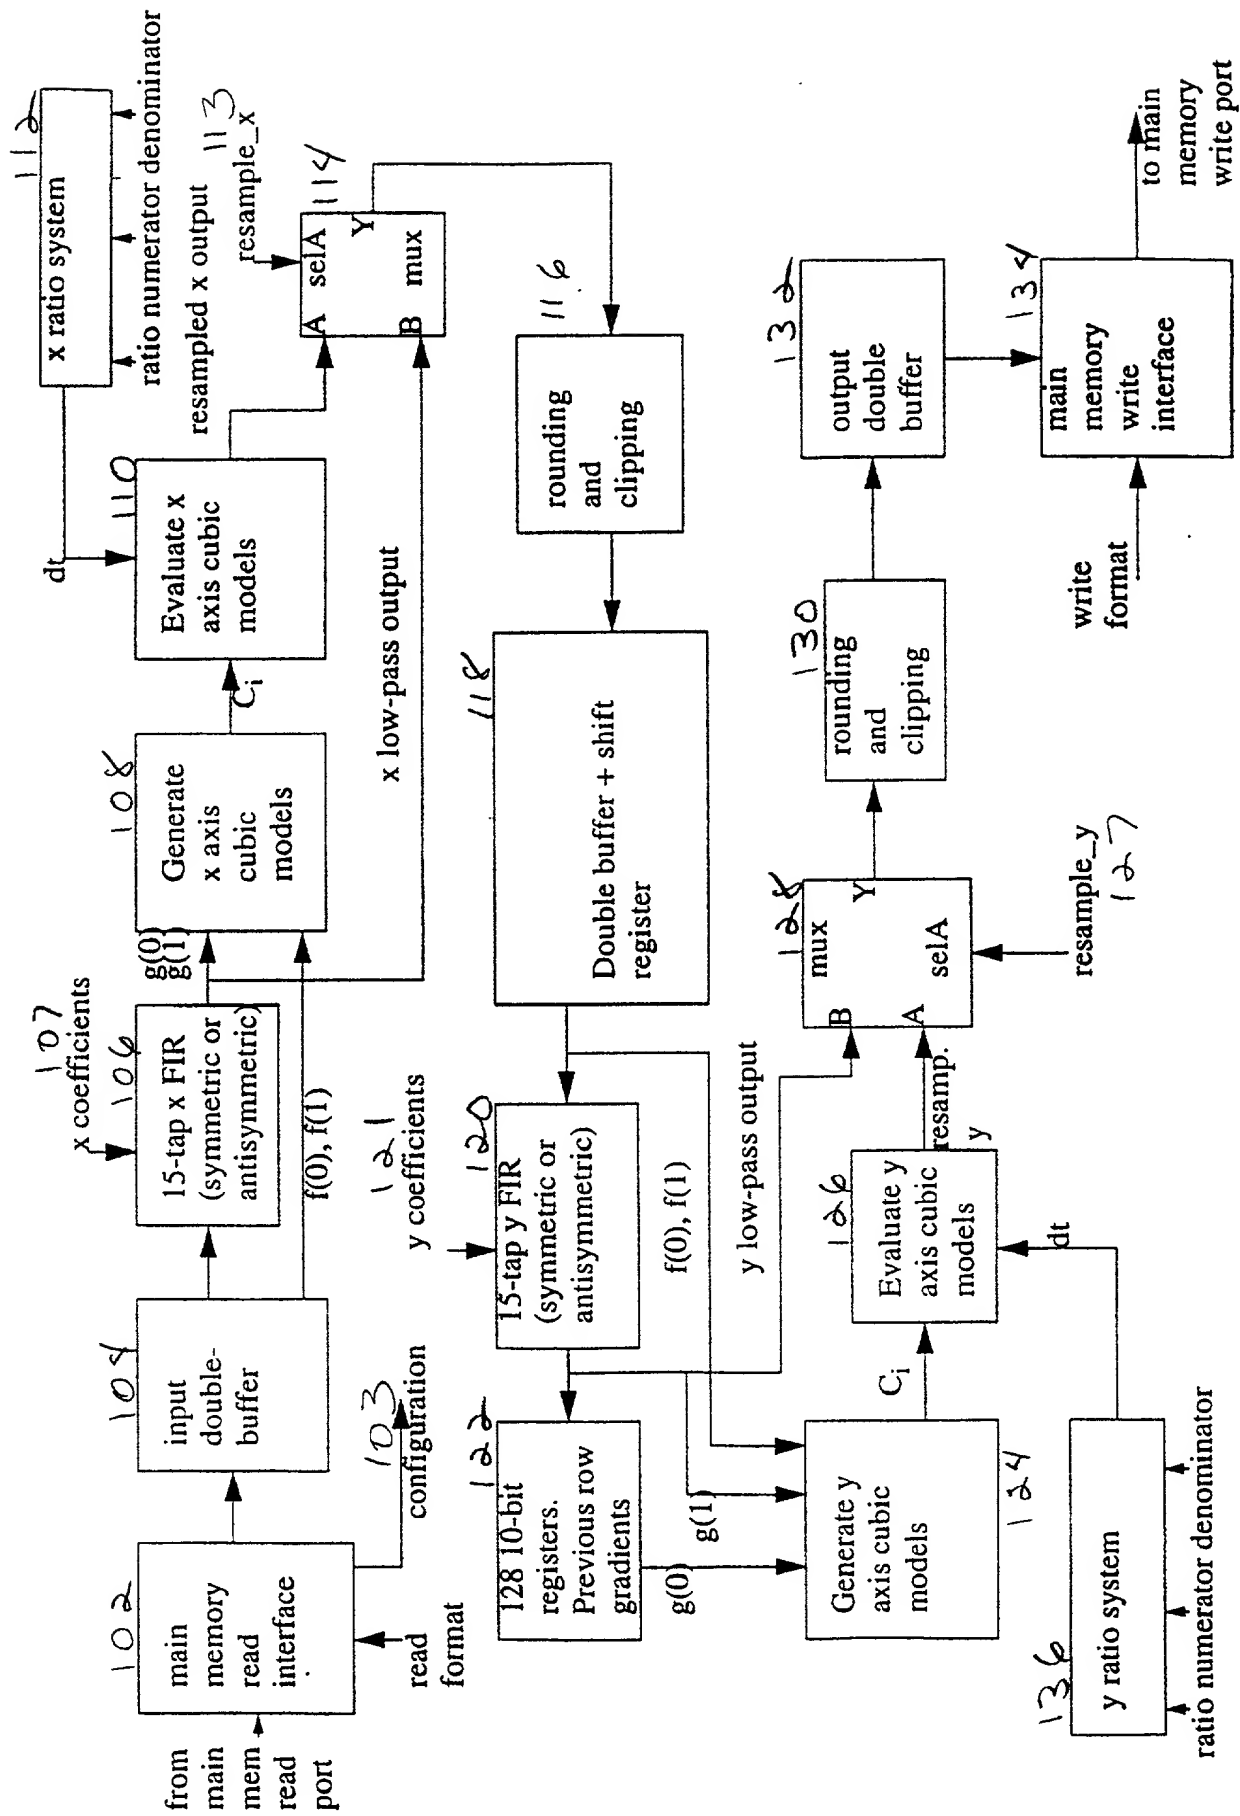 from
main
mem
read
port
102
main
memory
read
interface
read
format
103
configuration
104
input
double-
buffer
107
x coefficients
106
15-tap x FIR
(symmetric or
antisymmetric)
f(0), f(1)
g(0)
g(1)
108
Generate
x axis
cubic
models
Ci
dt
110
Evaluate x
axis cubic
models
x low-pass output
112
x ratio system
ratio numerator denominator
resampled x output
113
resample_x
114
A selA
Y
B mux
11.6
rounding
and
clipping
118
Double buffer + shift
register
121
y coefficients
120
15-tap y FIR
(symmetric or
antisymmetric)
f(0), f(1)
y low-pass output
122
128 10-bit
registers.
Previous row
gradients
g(0)
g(1)
Generate y
axis cubic
models
124
Ci
126
Evaluate y
axis cubic
models
dt
136
y ratio system
ratio numerator denominator
resamp.
y
128
B mux
Y
A selA
resample_y
127
130
rounding
and
clipping
132
output
double
buffer
134
main
memory
write
interface
write
format
to main
memory
write port